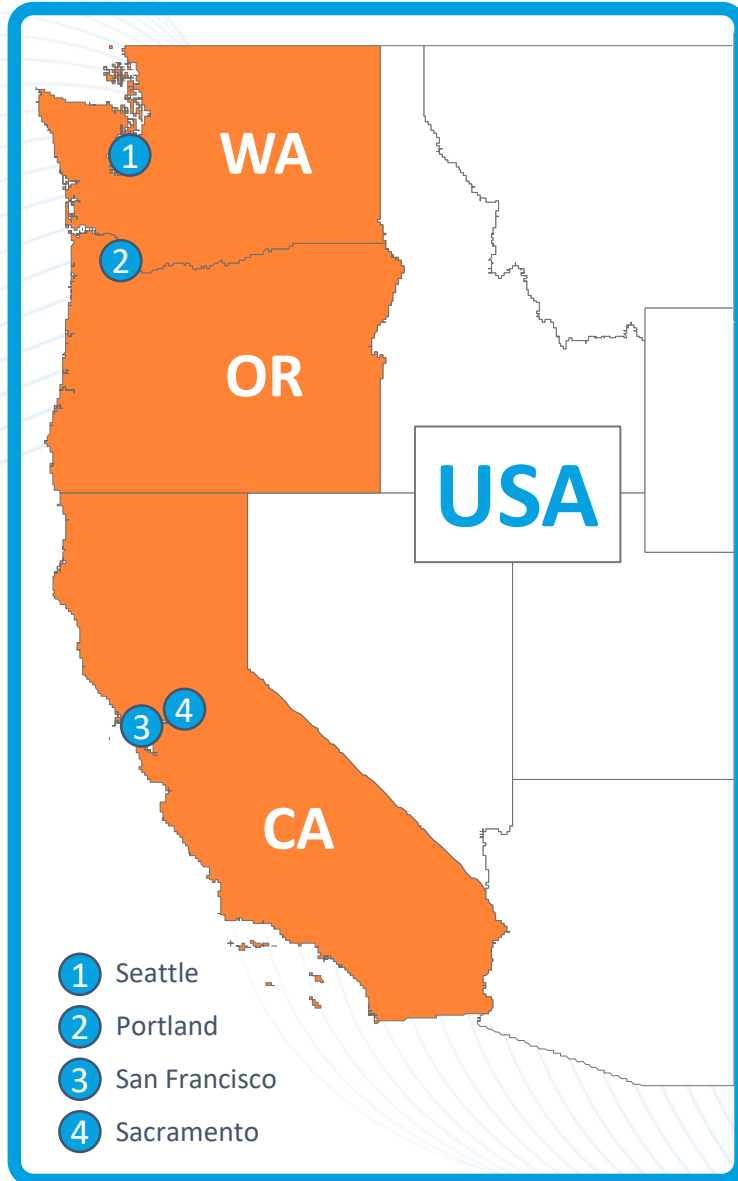 1
WA
2
OR
USA
3
4
CA
1 Seattle
2 Portland
3 San Francisco
4 Sacramento